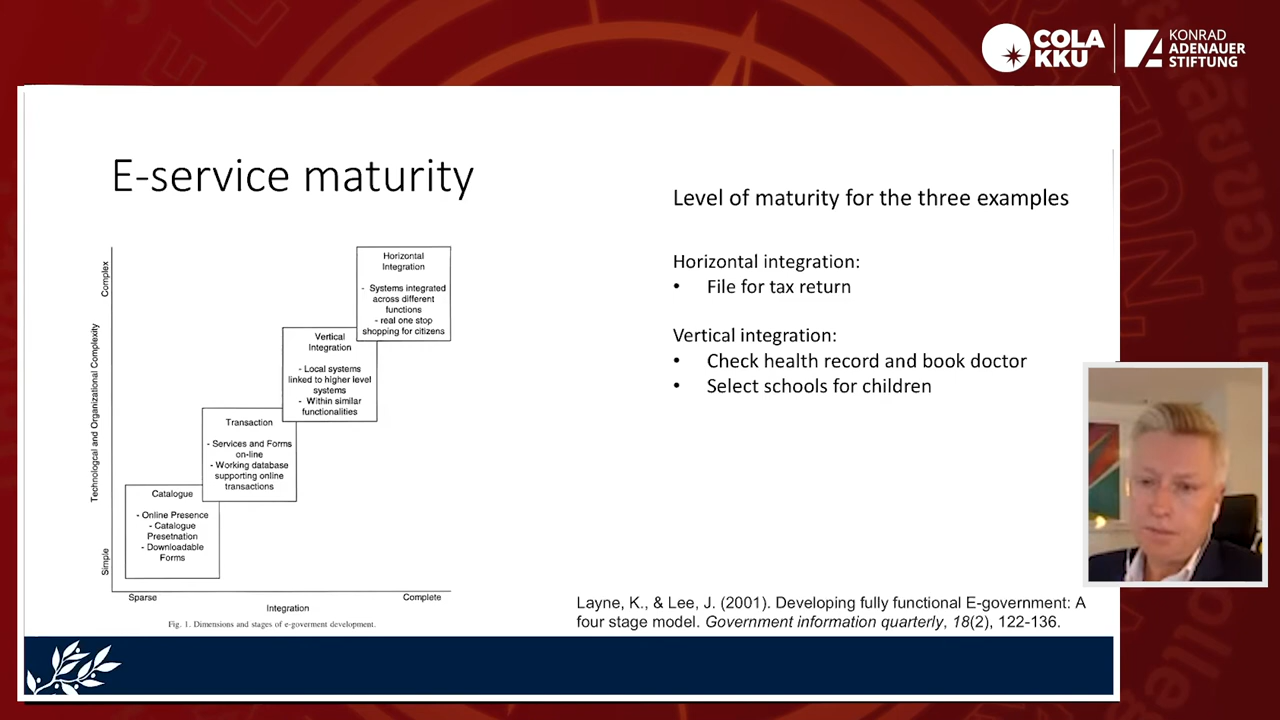 COLA
KKU
KONRAD
ADENAUER
STIFTUNG
E-service maturity
Level of maturity for the three examples
Horizontal integration:
• File for tax return
Vertical integration:
• Check health record and book doctor
• Select schools for children
Complex
Technologcal and Organizational Complexity
Simple
Horizontal
Integration
- Systems integrated
across different
functions
- real one stop
shopping for citizens
Vertical
Integration
- Local systems
linked to higher level
systems
- Within similar
functionalities
Transaction
- Services and Forms
on-line
- Working database
supporting online
transactions
Catalogue
- Online Presence
- Catalogue
Presetnation
- Downloadable
Forms
Sparse
Complete
Integration
Fig. 1. Dimensions and stages of e-goverment development.
Layne, K., & Lee, J. (2001). Developing fully functional E-government: A
four stage model. Government information quarterly, 18(2), 122-136.